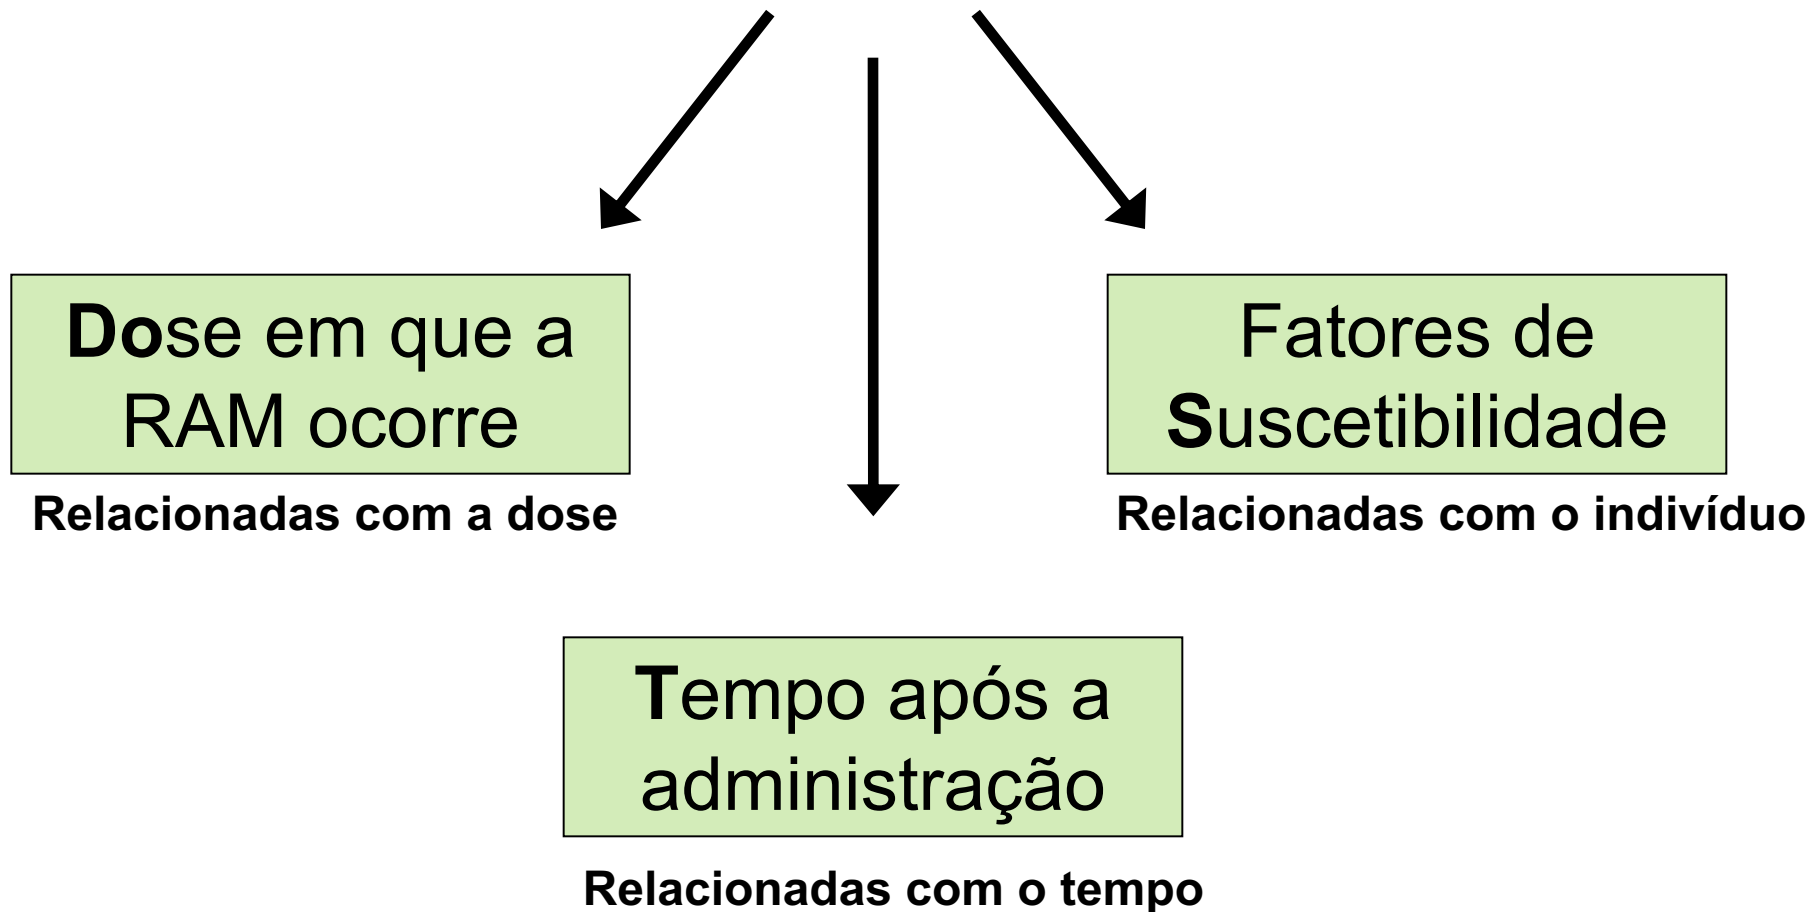 Dose em que a
RAM ocorre
Relacionadas com a dose
Fatores de
Suscetibilidade
Relacionadas com o indivíduo
Tempo após a
administração
Relacionadas com o tempo